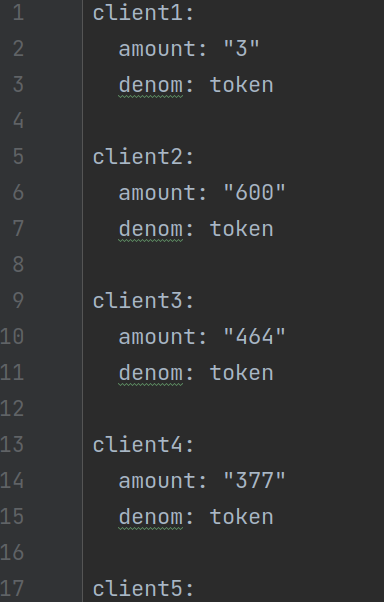 1 client1:
2   amount: "3"
3   denom: token
4
5 client2:
6   amount: "600"
7   denom: token
8
9 client3:
10   amount: "464"
11   denom: token
12
13 client4:
14   amount: "377"
15   denom: token
16
17 client5: